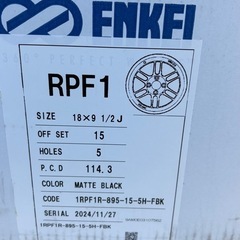 ENKEI
RPF1
SIZE 18×9 1/2J
OFF SET 15
HOLES 5
P.C.D 114.3
COLOR MATTE BLACK
CODE 1RPF1R-895-15-5H-FBK
SERIAL 2024/11/27
1RPF1R-895-15-5H-FBK